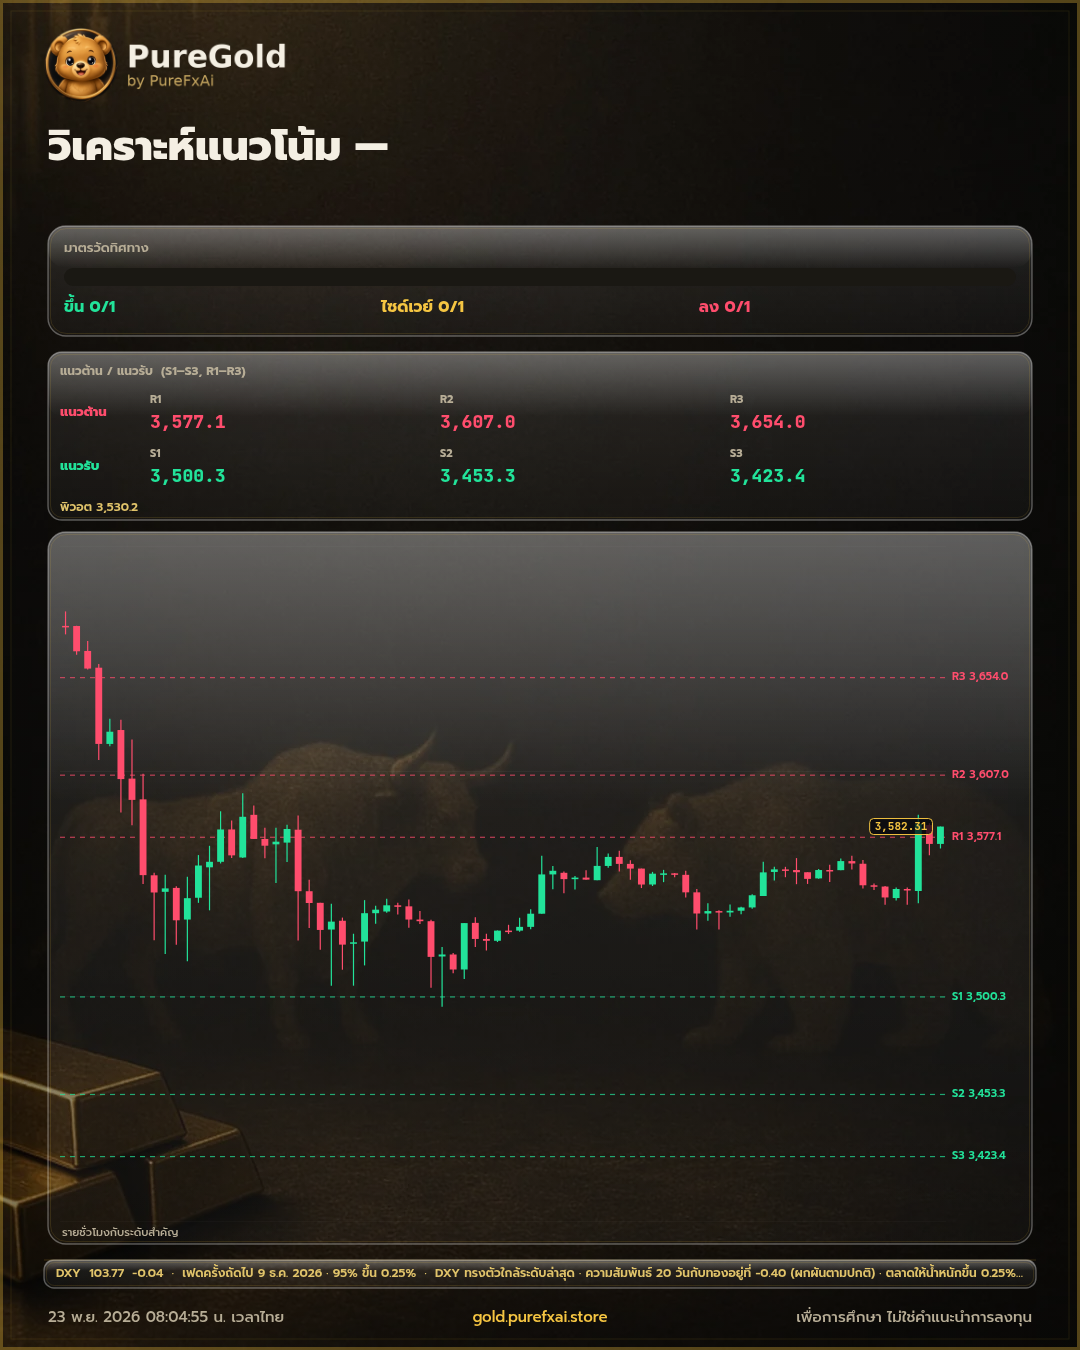 PureGold
by PureFxAi
วิเคราะห์แนวโน้ม —
มาตรวัดทิศทาง
ขึ้น 0/1 ไซด์เวย์ 0/1 ลง 0/1
แนวต้าน / แนวรับ (S1–S3, R1–R3)
R1 R2 R3
แนวต้าน 3,577.1 3,607.0 3,654.0
S1 S2 S3
แนวรับ 3,500.3 3,453.3 3,423.4
พิวอต 3,530.2
R3 3,654.0
R2 3,607.0
3,582.31
R1 3,577.1
S1 3,500.3
S2 3,453.3
S3 3,423.4
รายชั่วโมงกับระดับสำคัญ
DXY 103.77 -0.04 · เฟดครั้งถัดไป 9 ธ.ค. 2026 · 95% ขึ้น 0.25% · DXY ทรงตัวใกล้ระดับล่าสุด · ความสัมพันธ์ 20 วันกับทองอยู่ที่ -0.40 (ผกผันตามปกติ) · ตลาดให้น้ำหนักขึ้น 0.25%...
23 พ.ย. 2026 08:04:55 น. เวลาไทย gold.purefxai.store เพื่อการศึกษา ไม่ใช่คำแนะนำการลงทุน